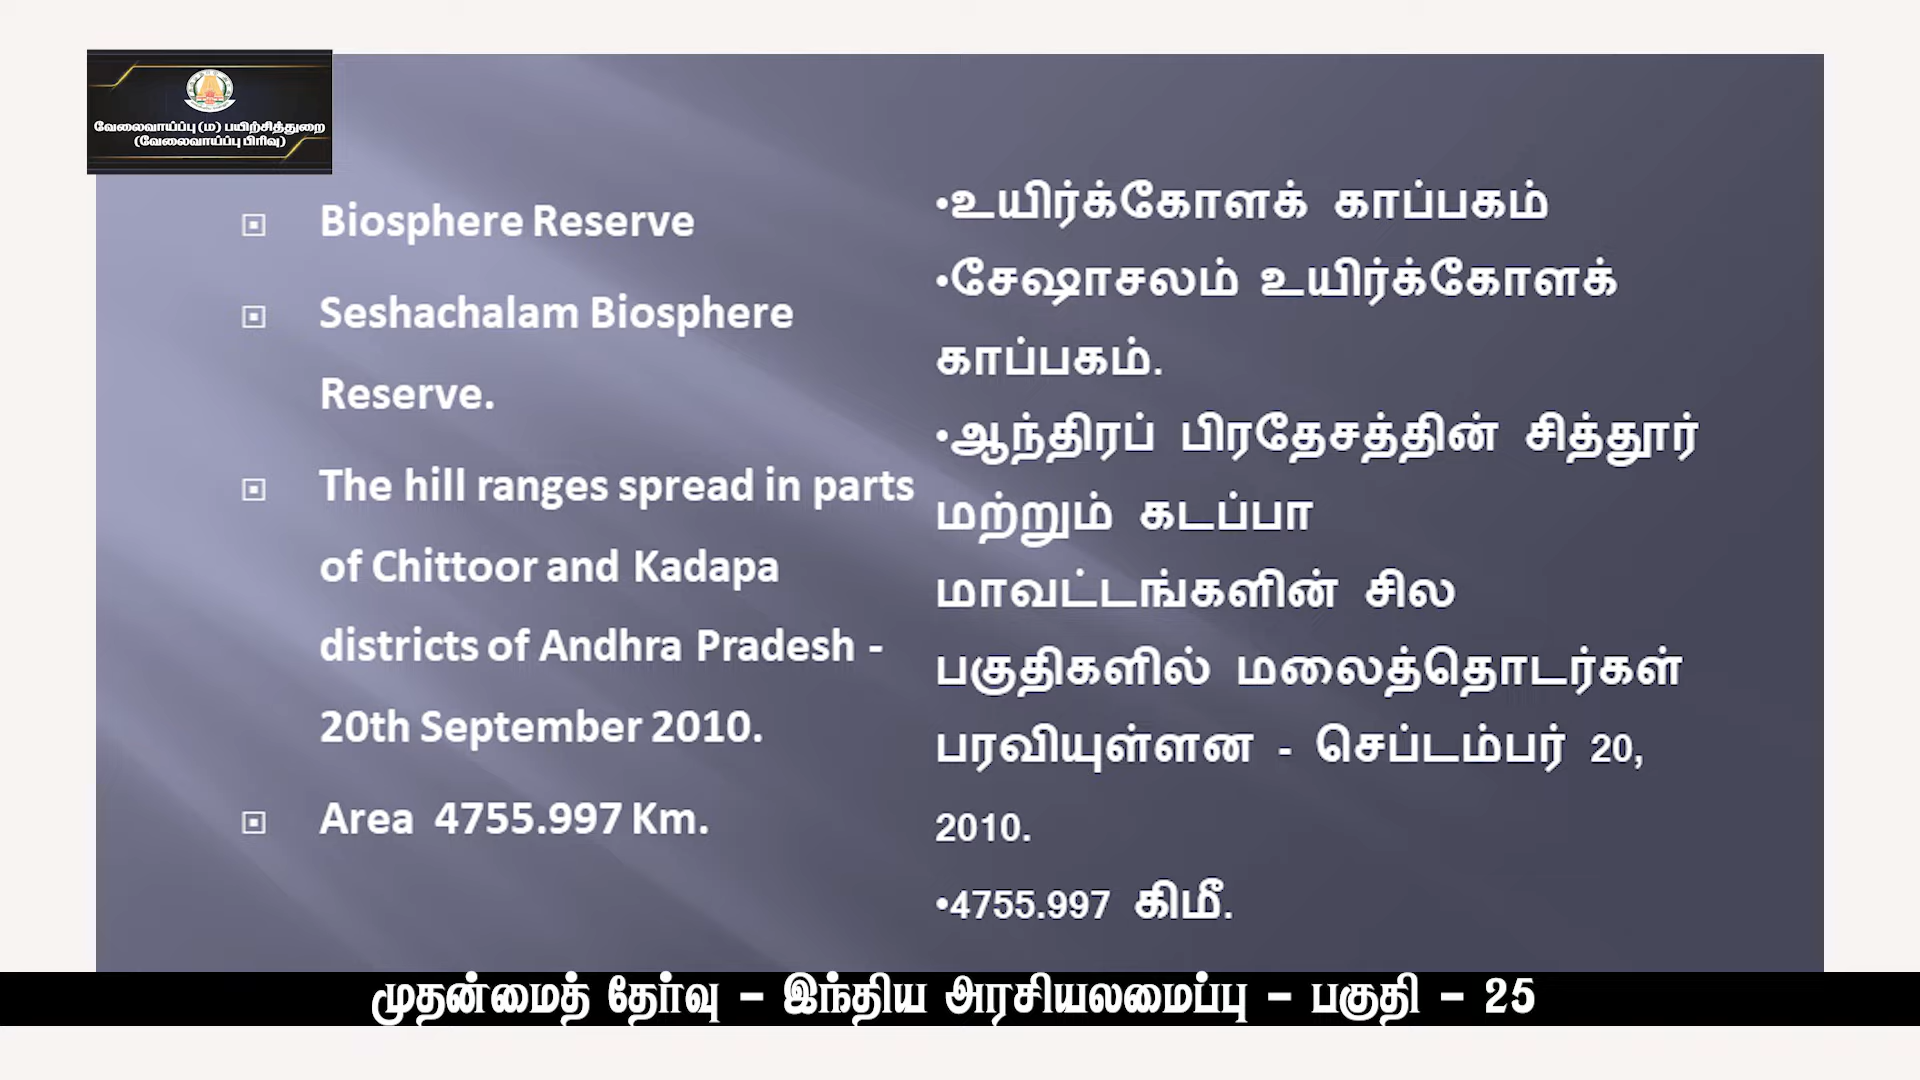 வேலைவாய்ப்பு (ம) பயிற்சித்துறை
(வேலைவாய்ப்பு பிரிவு)
Biosphere Reserve
Seshachalam Biosphere
Reserve.
The hill ranges spread in parts
of Chittoor and Kadapa
districts of Andhra Pradesh -
20th September 2010.
Area 4755.997 Km.
•உயிர்க்கோளக் காப்பகம்
•சேஷாசலம் உயிர்க்கோளக்
காப்பகம்.
•ஆந்திரப் பிரதேசத்தின் சித்தூர்
மற்றும் கடப்பா
மாவட்டங்களின் சில
பகுதிகளில் மலைத்தொடர்கள்
பரவியுள்ளன - செப்டம்பர் 20,
2010.
•4755.997 கிமீ.
முதன்மைத் தேர்வு – இந்திய அரசியலமைப்பு – பகுதி – 25